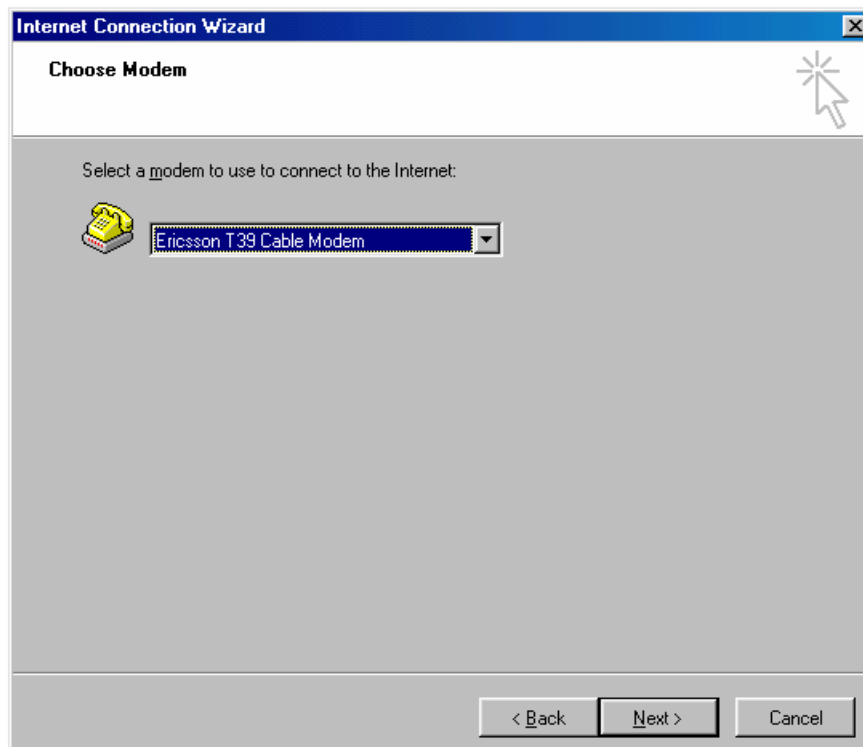 Internet Connection Wizard
Choose Modem
Select a modem to use to connect to the Internet:
Ericsson T39 Cable Modem
< Back Next > Cancel